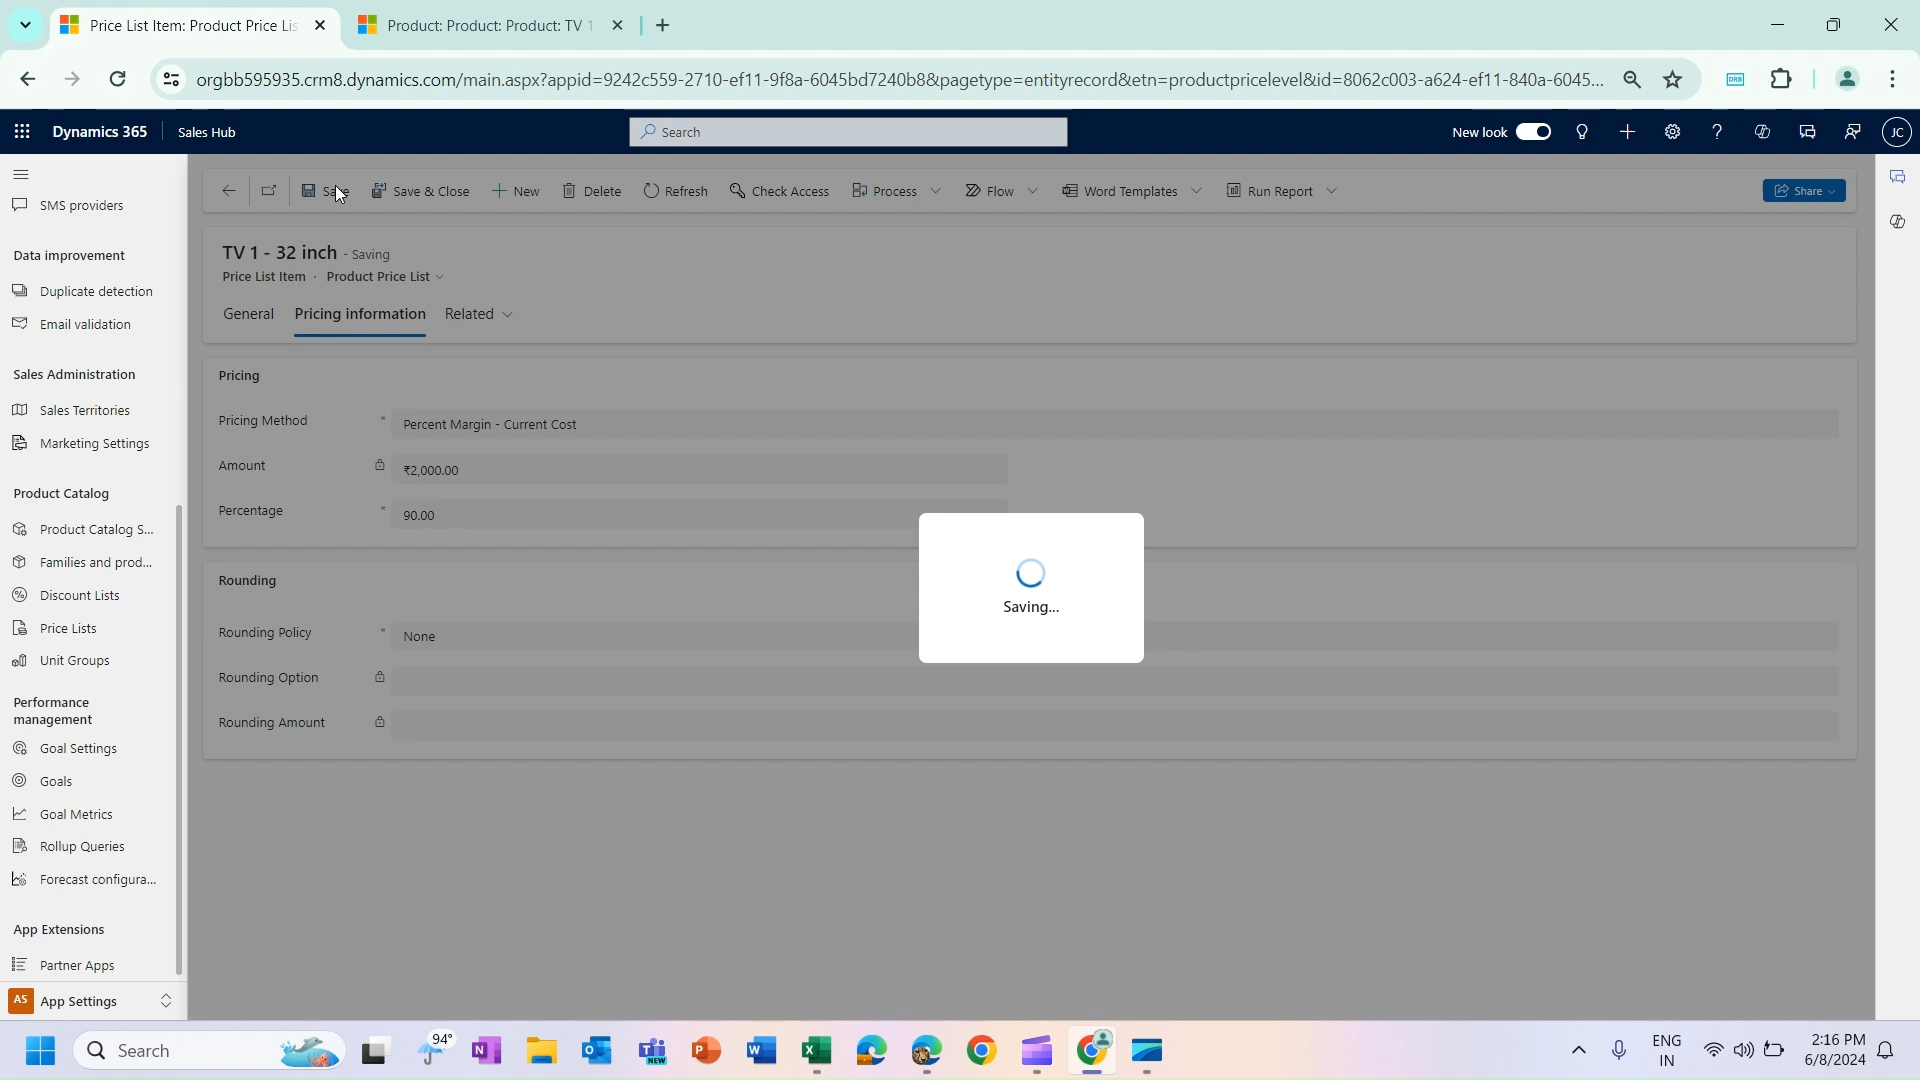 Price List Item: Product Price Lis
Product: Product: Product: TV 1
orgbb595935.crm8.dynamics.com/main.aspx?appid=9242c559-2710-ef11-9f8a-6045bd7240b8&pagetype=entityrecord&etn=productpricelevel&id=8062c003-a624-ef11-840a-6045...
DRB
Dynamics 365
Sales Hub
Search
New look
JC
Save
Save & Close
New
Delete
Refresh
Check Access
Process
Flow
Word Templates
Run Report
Share
SMS providers
Data improvement
Duplicate detection
Email validation
Sales Administration
Sales Territories
Marketing Settings
Product Catalog
Product Catalog S...
Families and prod...
Discount Lists
Price Lists
Unit Groups
Performance
management
Goal Settings
Goals
Goal Metrics
Rollup Queries
Forecast configura...
App Extensions
Partner Apps
AS
App Settings
TV 1 - 32 inch - Saving
Price List Item · Product Price List
General
Pricing information
Related
Pricing
Pricing Method * Percent Margin - Current Cost
Amount ₹2,000.00
Percentage * 90.00
Saving...
Rounding
Rounding Policy * None
Rounding Option
Rounding Amount
Search
94°
NEW
ENG
IN
2:16 PM
6/8/2024